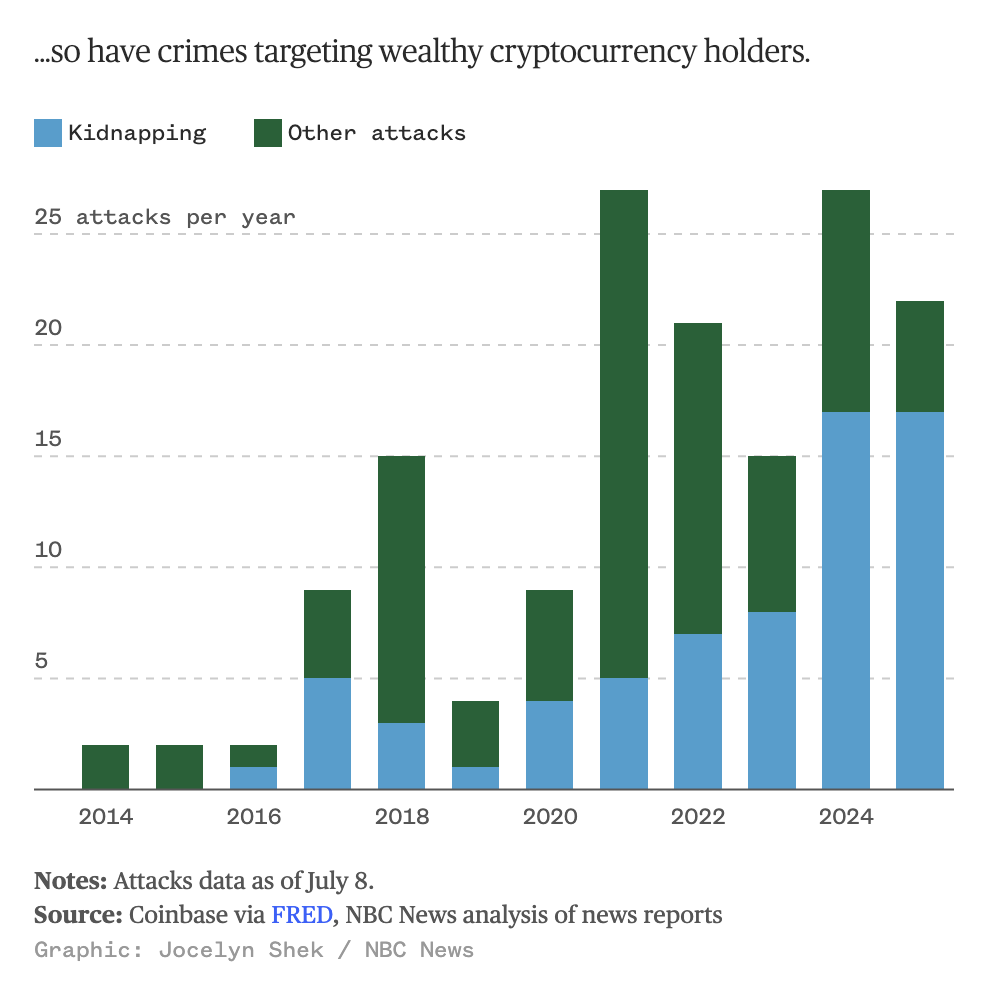 ...so have crimes targeting wealthy cryptocurrency holders.
Kidnapping Other attacks
25 attacks per year
20
15
10
5
2014 2016 2018 2020 2022 2024
Notes: Attacks data as of July 8.
Source: Coinbase via FRED, NBC News analysis of news reports
Graphic: Jocelyn Shek / NBC News